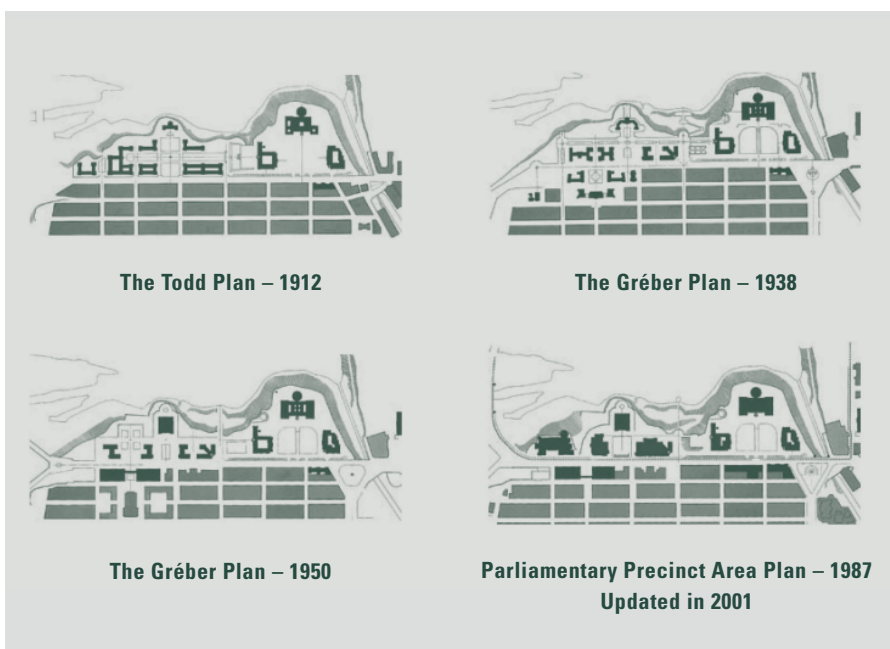 The Todd Plan – 1912
The Gréber Plan – 1938
The Gréber Plan – 1950
Parliamentary Precinct Area Plan – 1987
Updated in 2001